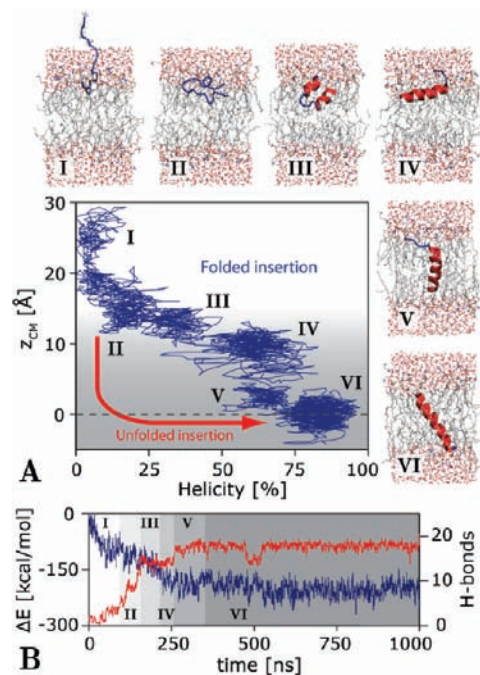 I
II
III
IV
V
VI
30
20
10
0
z_CM [Å]
I
Folded insertion
III
IV
II
V
VI
Unfolded insertion
A
0
25
50
75
100
Helicity [%]
0
-150
-300
ΔE [kcal/mol]
I
III
V
II
IV
VI
20
10
0
H-bonds
B
0
250
500
750
1000
time [ns]